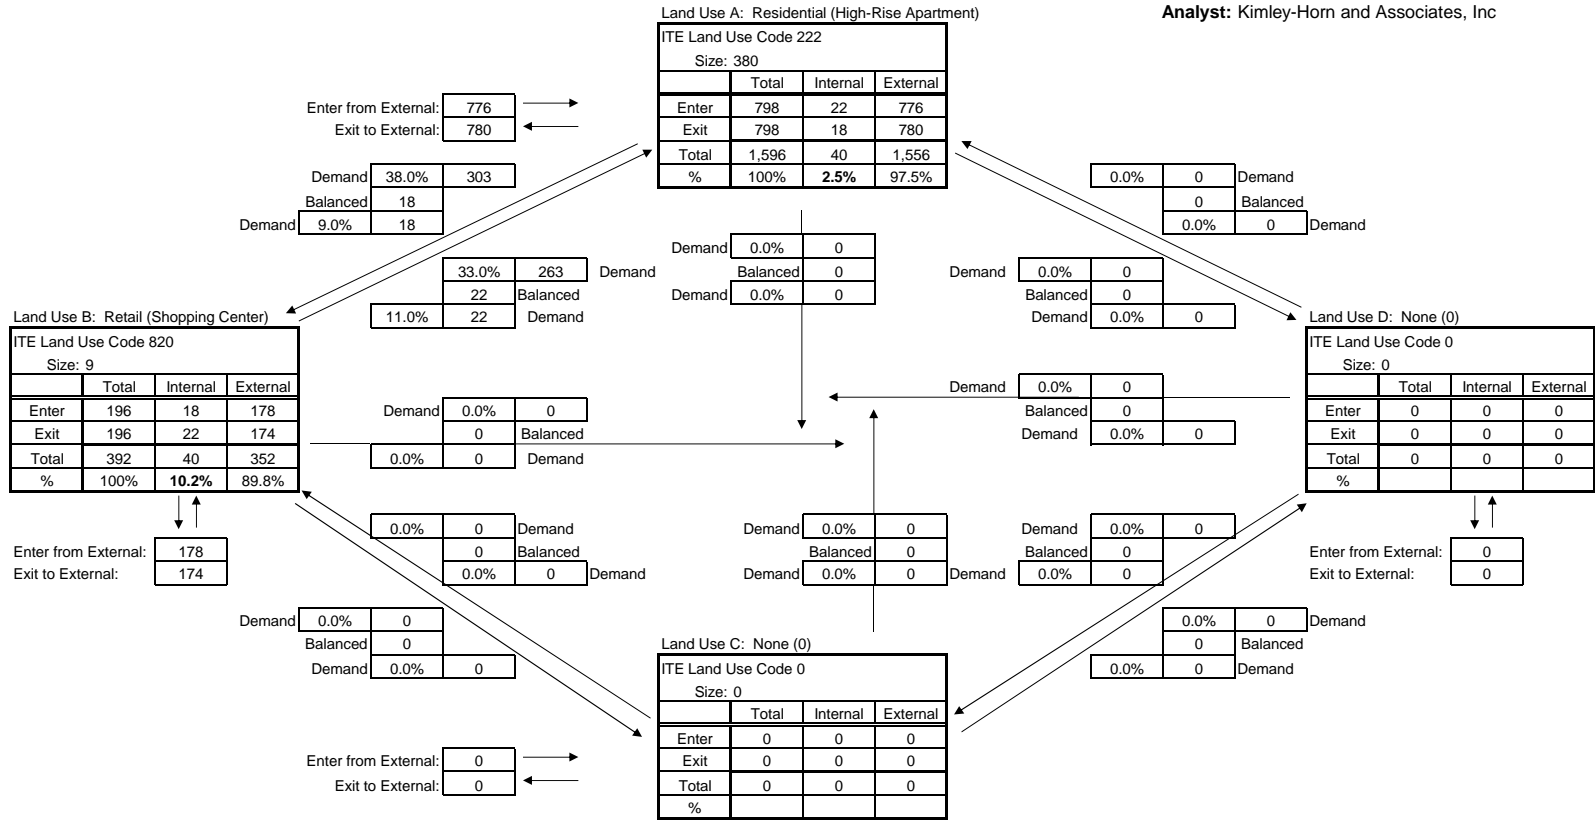 Land Use A: Residential (High-Rise Apartment)
Analyst: Kimley-Horn and Associates, Inc
ITE Land Use Code 222
Size: 380
Total Internal External
Enter 798 22 776
Exit 798 18 780
Total 1,596 40 1,556
% 100% 2.5% 97.5%
Enter from External: 776
Exit to External: 780
Demand 38.0% 303
Balanced 18
Demand 9.0% 18
0.0% 0 Demand
0 Balanced
0.0% 0 Demand
Demand 0.0% 0
Balanced 0
Demand 0.0% 0
33.0% 263 Demand
22 Balanced
11.0% 22 Demand
Demand 0.0% 0
Balanced 0
Demand 0.0% 0
Land Use B: Retail (Shopping Center)
ITE Land Use Code 820
Size: 9
Total Internal External
Enter 196 18 178
Exit 196 22 174
Total 392 40 352
% 100% 10.2% 89.8%
Enter from External: 178
Exit to External: 174
Land Use D: None (0)
ITE Land Use Code 0
Size: 0
Total Internal External
Enter 0 0 0
Exit 0 0 0
Total 0 0 0
%
Enter from External: 0
Exit to External: 0
Demand 0.0% 0
0 Balanced
0.0% 0 Demand
Demand 0.0% 0
Balanced 0
Demand 0.0% 0
0.0% 0 Demand
0 Balanced
0.0% 0 Demand
Demand 0.0% 0
Balanced 0
Demand 0.0% 0
Demand 0.0% 0
Balanced 0
Demand 0.0% 0
Demand 0.0% 0
Balanced 0
Demand 0.0% 0
0.0% 0 Demand
0 Balanced
0.0% 0 Demand
Land Use C: None (0)
ITE Land Use Code 0
Size: 0
Total Internal External
Enter 0 0 0
Exit 0 0 0
Total 0 0 0
%
Enter from External: 0
Exit to External: 0